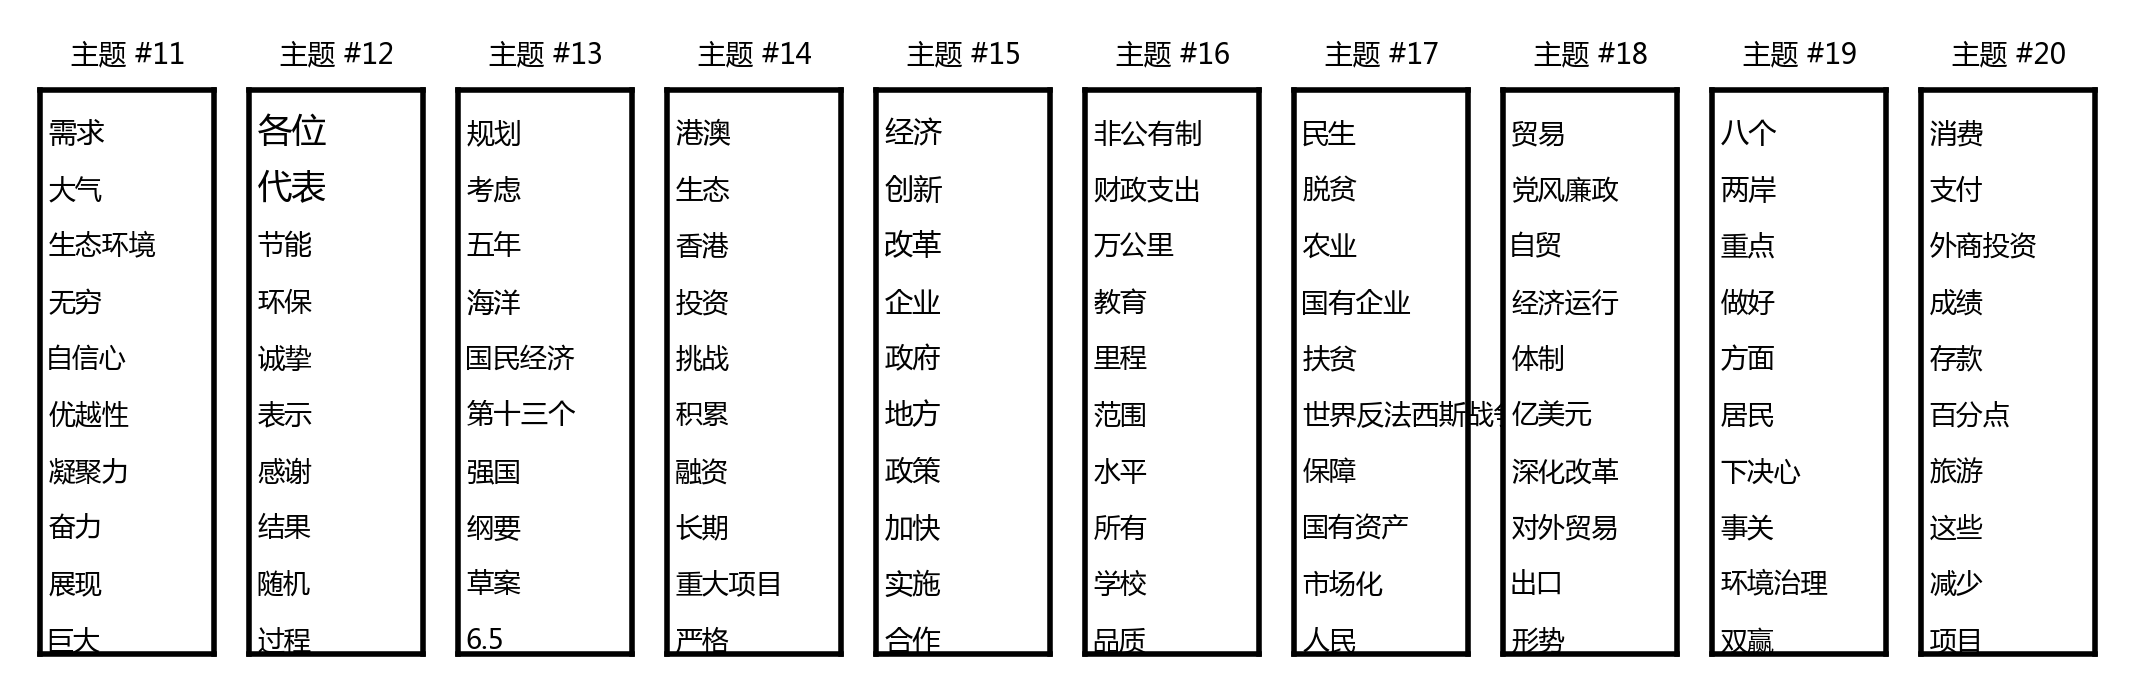 主题 #11
需求
大气
生态环境
无穷
自信心
优越性
凝聚力
奋力
展现
巨大
主题 #12
各位
代表
节能
环保
诚挚
表示
感谢
结果
随机
过程
主题 #13
规划
考虑
五年
海洋
国民经济
第十三个
强国
纲要
草案
6.5
主题 #14
港澳
生态
香港
投资
挑战
积累
融资
长期
重大项目
严格
主题 #15
经济
创新
改革
企业
政府
地方
政策
加快
实施
合作
主题 #16
非公有制
财政支出
万公里
教育
里程
范围
水平
所有
学校
品质
主题 #17
民生
脱贫
农业
国有企业
扶贫
世界反法西斯战
保障
国有资产
市场化
人民
主题 #18
贸易
党风廉政
自贸
经济运行
体制
亿美元
深化改革
对外贸易
出口
形势
主题 #19
八个
两岸
重点
做好
方面
居民
下决心
事关
环境治理
双赢
主题 #20
消费
支付
外商投资
成绩
存款
百分点
旅游
这些
减少
项目